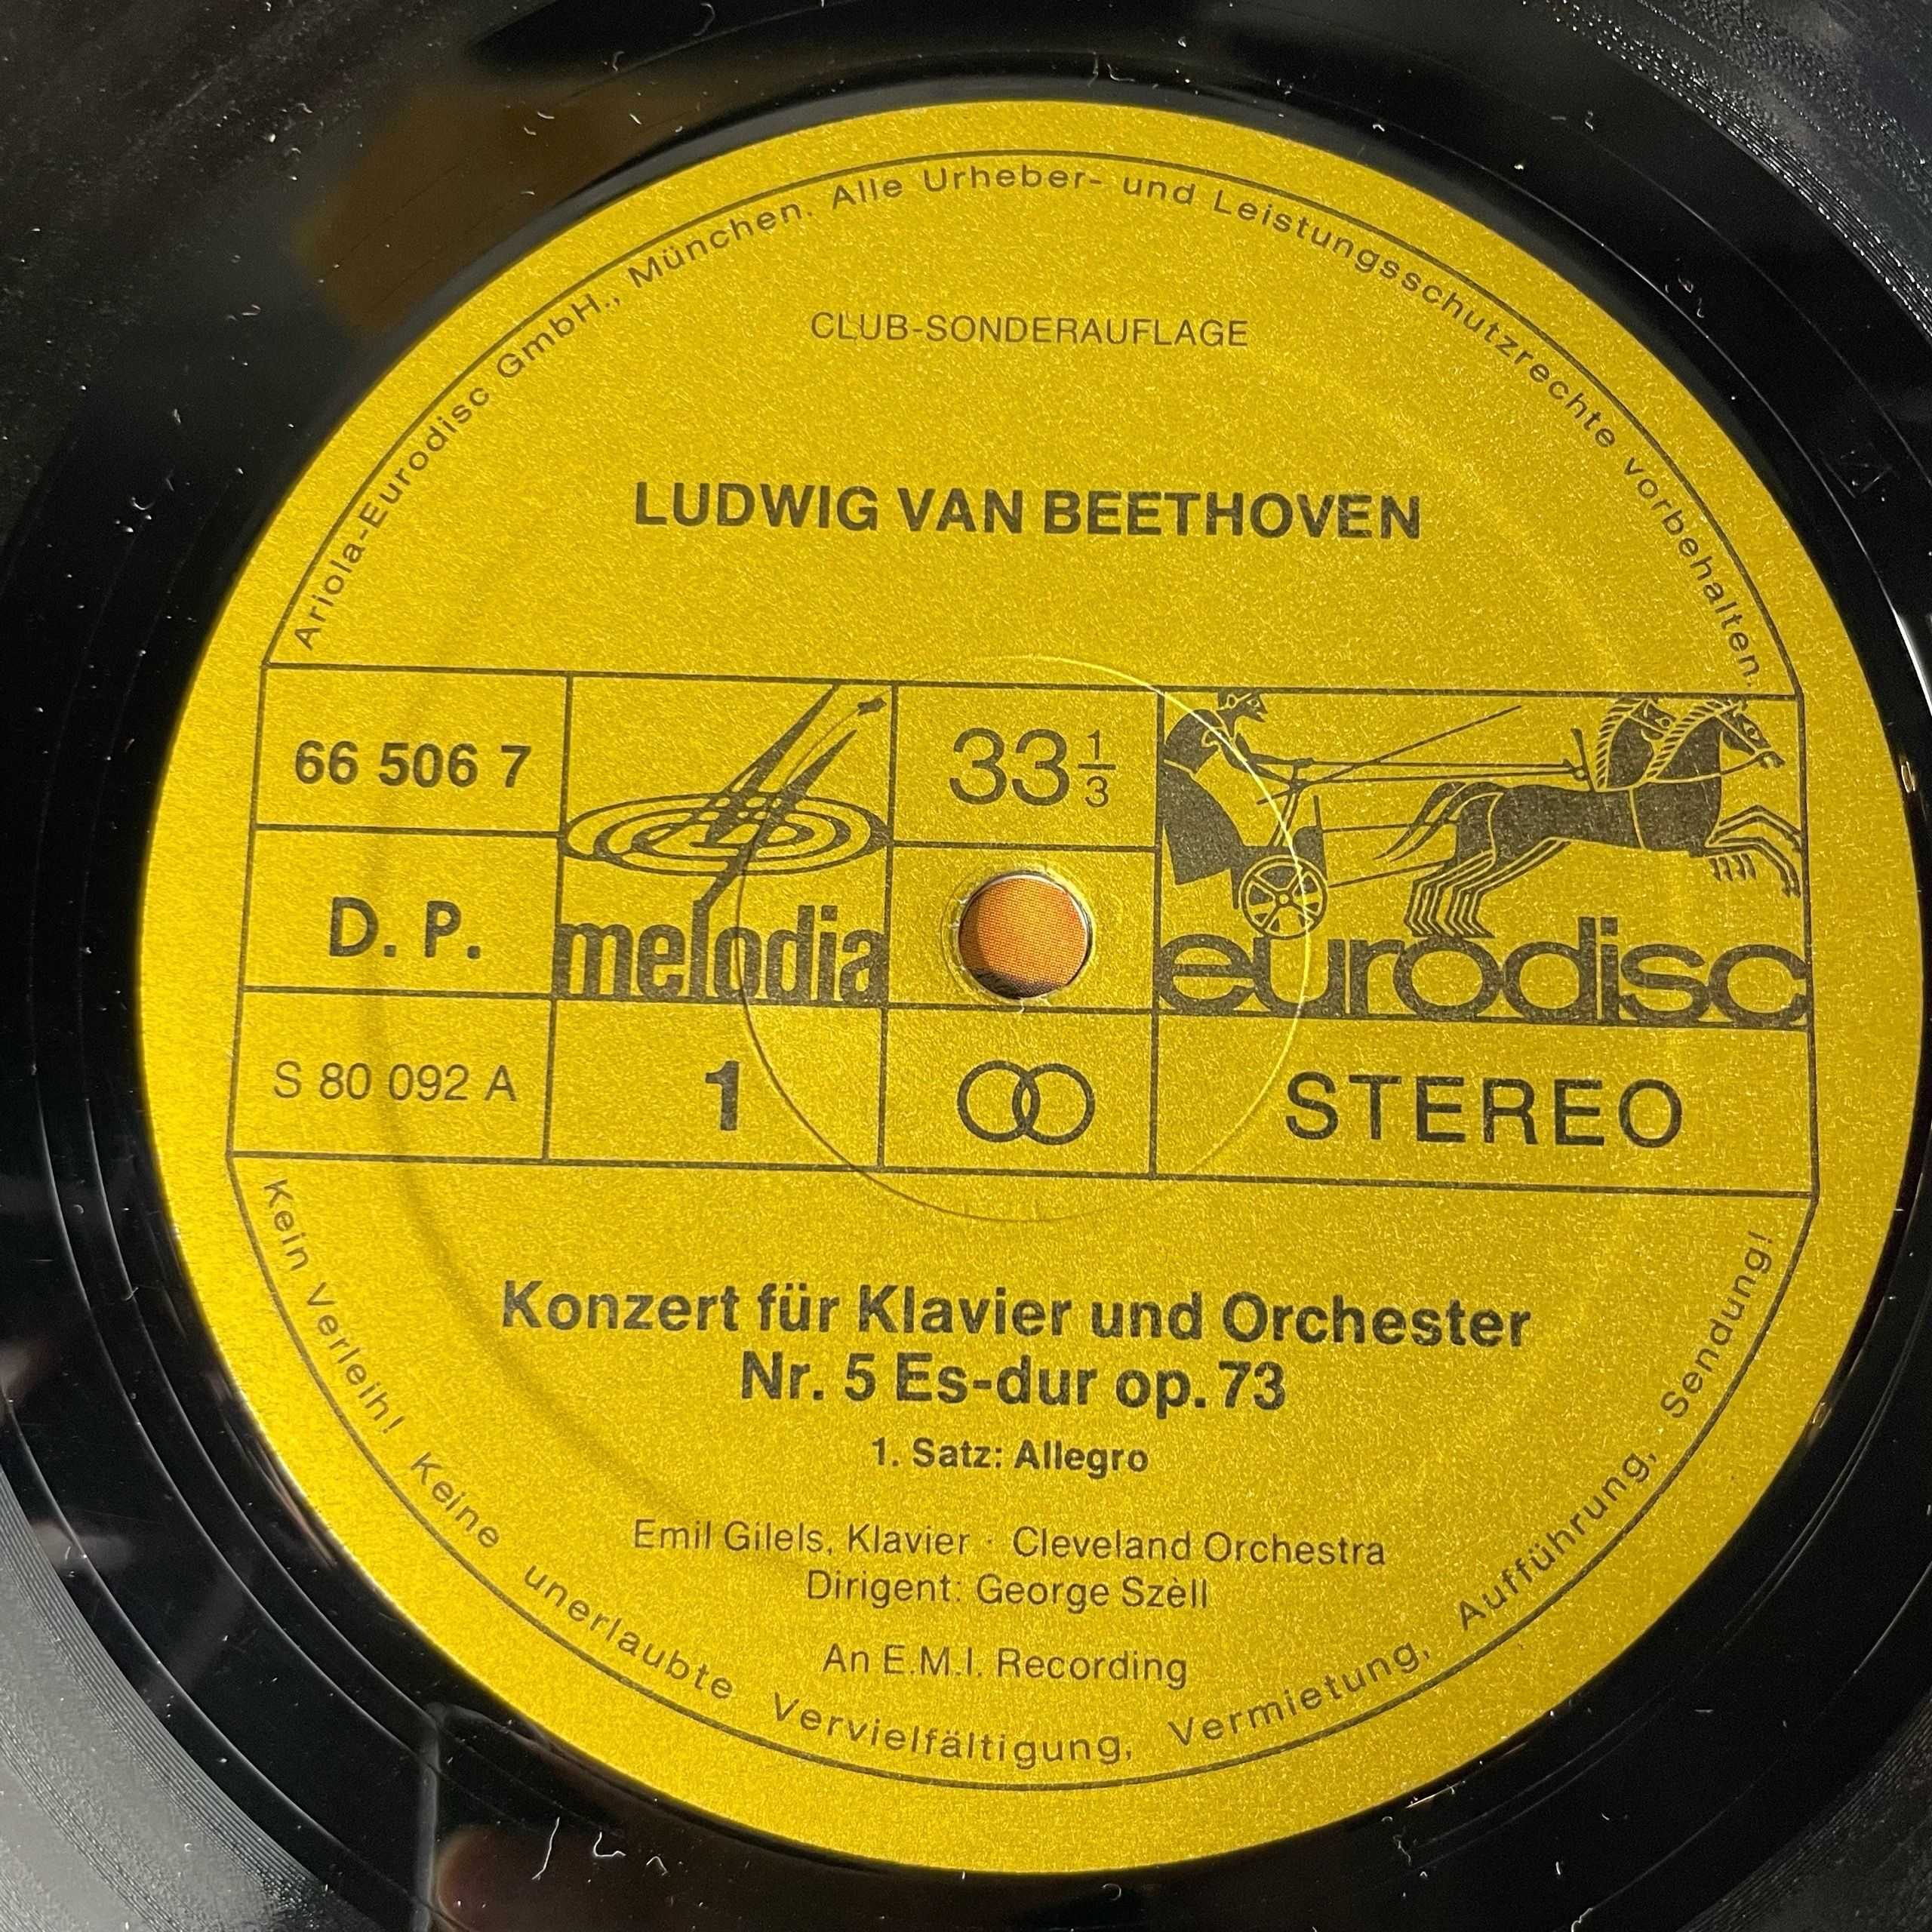 Ariola-Eurodisc GmbH., München. Alle Urheber- und Leistungsschutzrechte vorbehalten.
CLUB-SONDERAUFLAGE
LUDWIG VAN BEETHOVEN
66 506 7
D. P.
S 80 092 A
melodia
1
33 1/3
eurodisc
STEREO
Konzert für Klavier und Orchester
Nr. 5 Es-dur op. 73
1. Satz: Allegro
Emil Gilels, Klavier · Cleveland Orchestra
Dirigent: George Szèll
An E.M.I. Recording
Kein Verleih! Keine unerlaubte Vervielfältigung, Vermietung, Aufführung, Sendung!